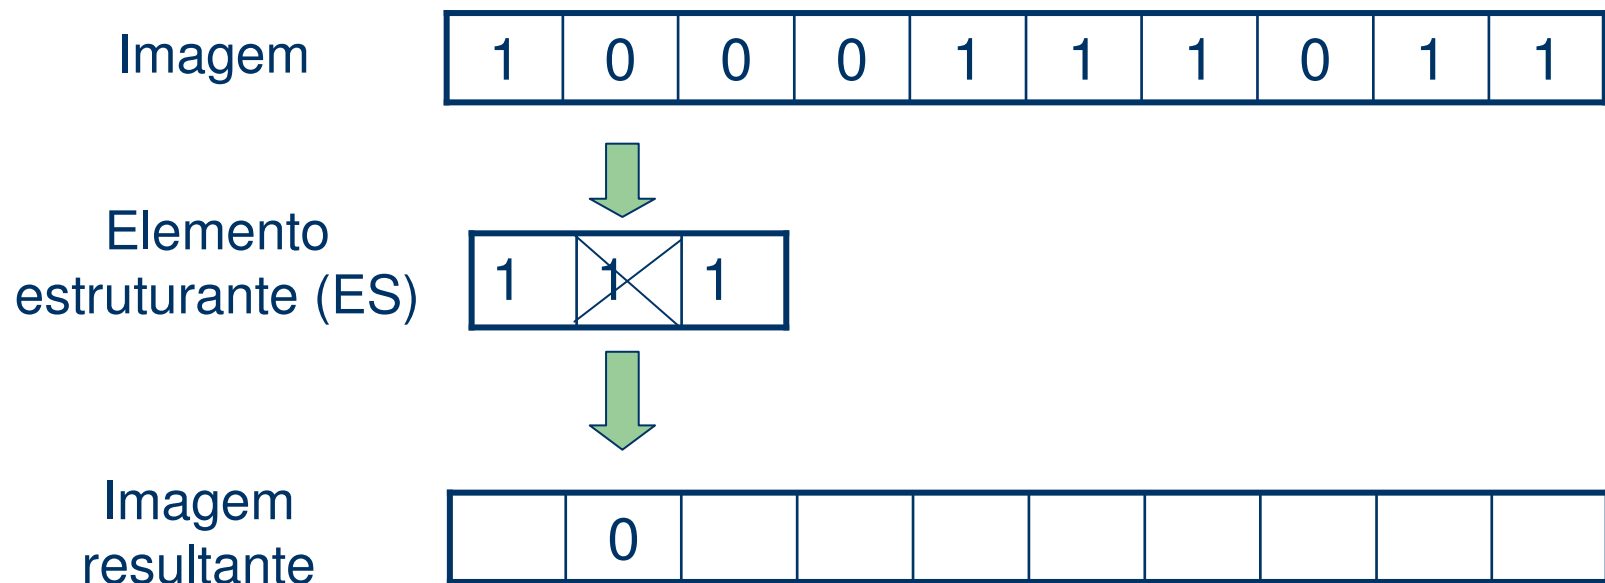 Imagem
1 0 0 0 1 1 1 0 1 1
Elemento
estruturante (ES)
1 1 1
Imagem
resultante
0